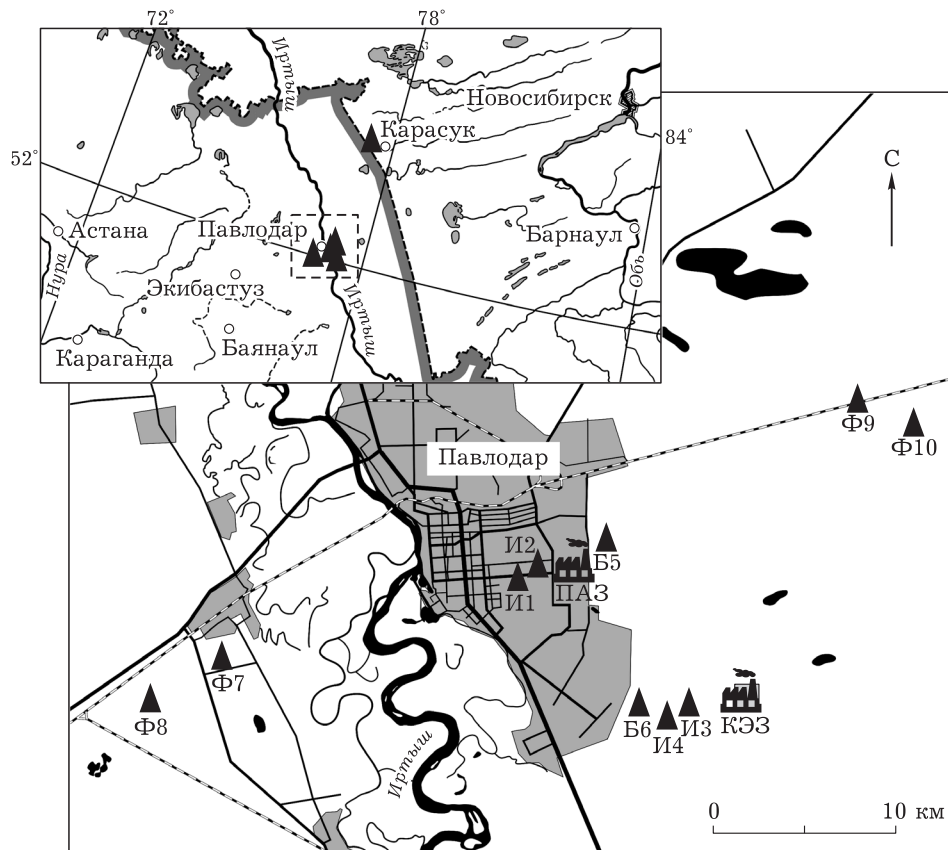 72°
78°
Иртыш
Новосибирск
Карасук
84°
52°
Астана
Павлодар
Барнаул
Нура
Обь
Экибастуз
Иртыш
Баянаул
Караганда
С
Ф9
Ф10
Павлодар
И2
Б5
И1
ПАЗ
Ф7
Ф8
Б6
И4
И3
КЭЗ
Иртыш
0 10 км